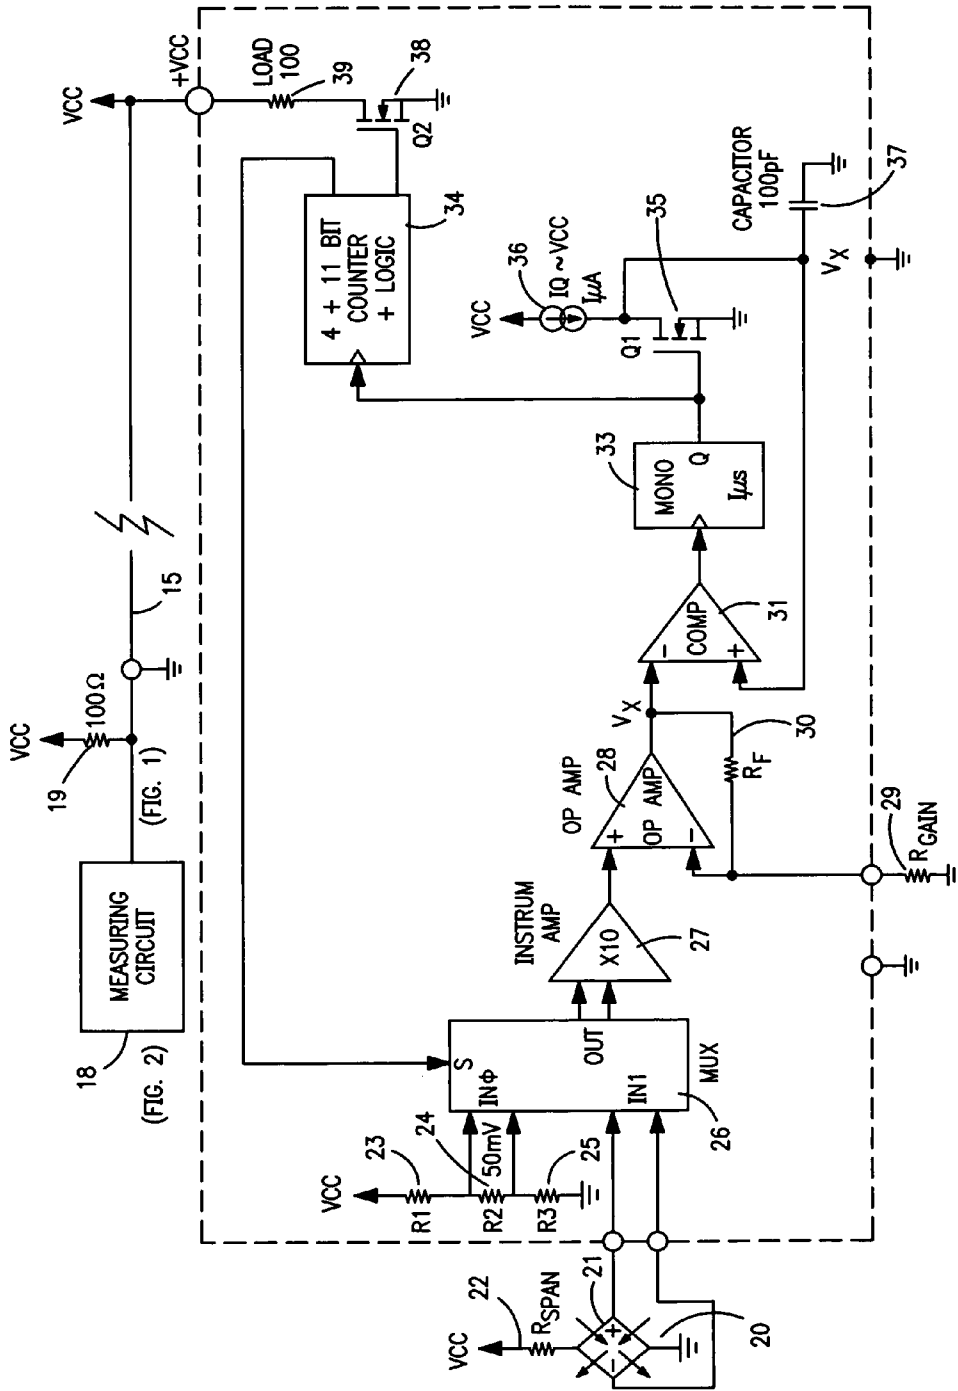 VCC
19
100Ω
(FIG. 1)
15
VCC
+VCC
MEASURING
CIRCUIT
18
(FIG. 2)
LOAD
100
39
38
Q2
4 + 11 BIT
COUNTER
+ LOGIC
34
VCC
36
IQ ~ VCC
IμA
35
Q1
CAPACITOR
100pF
37
VX
33
MONO
Q
IμS
COMP
-
+
31
VX
OP AMP
28
+
OP AMP
-
30
RF
29
RGAIN
INSTRUM
AMP
X10
27
S
INΦ
OUT
IN1
MUX
26
VCC
23
R1
24
R2
50mV
25
R3
VCC
22
RSPAN
21
+
-
20